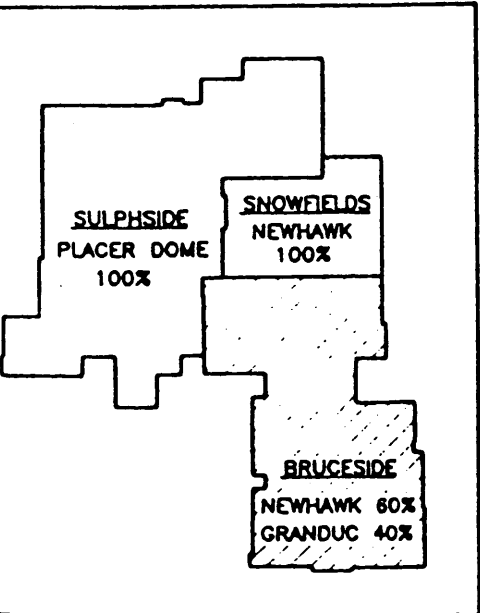 SULPHSIDE
PLACER DOME
100%
SNOWFIELDS
NEWHAWK
100%
BRUCESIDE
NEWHAWK 60%
GRANDUC 40%